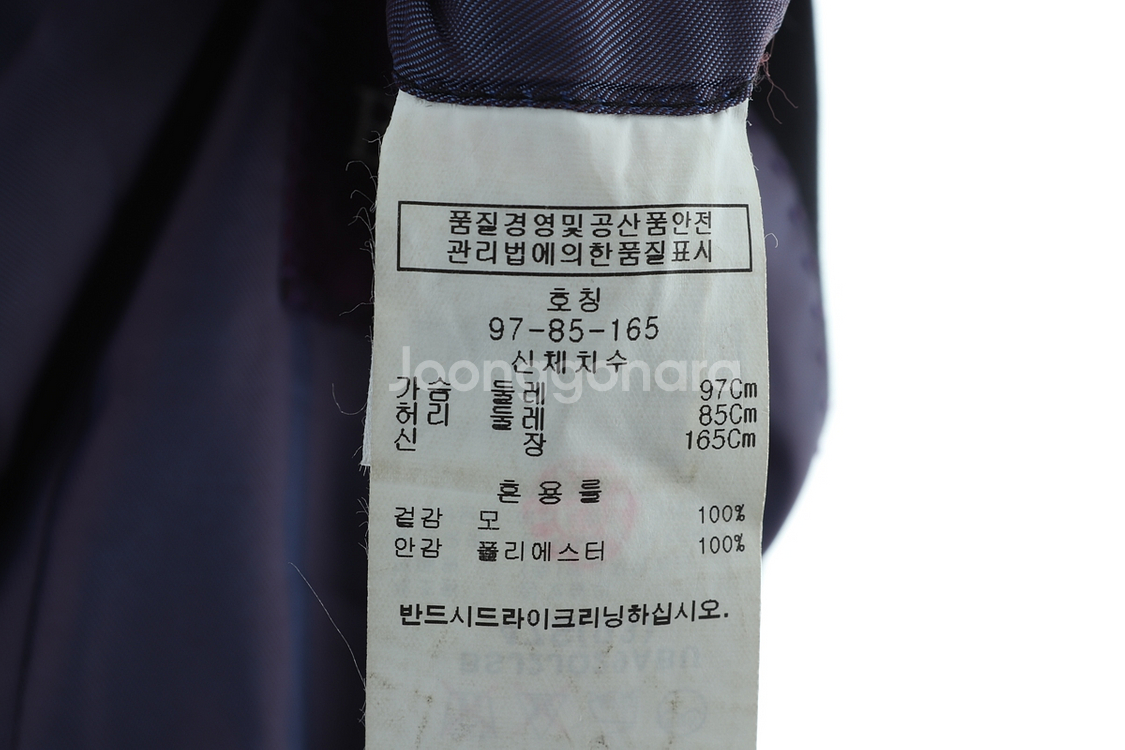 품질경영및공산품안전
관리법에의한품질표시
호칭
97-85-165
신체치수
Joonggonara
가슴 둘레 97Cm
허리 둘레 85Cm
신 장 165Cm
혼용률
겉감 모 100%
안감 폴리에스터 100%
반드시드라이크리닝하십시오.